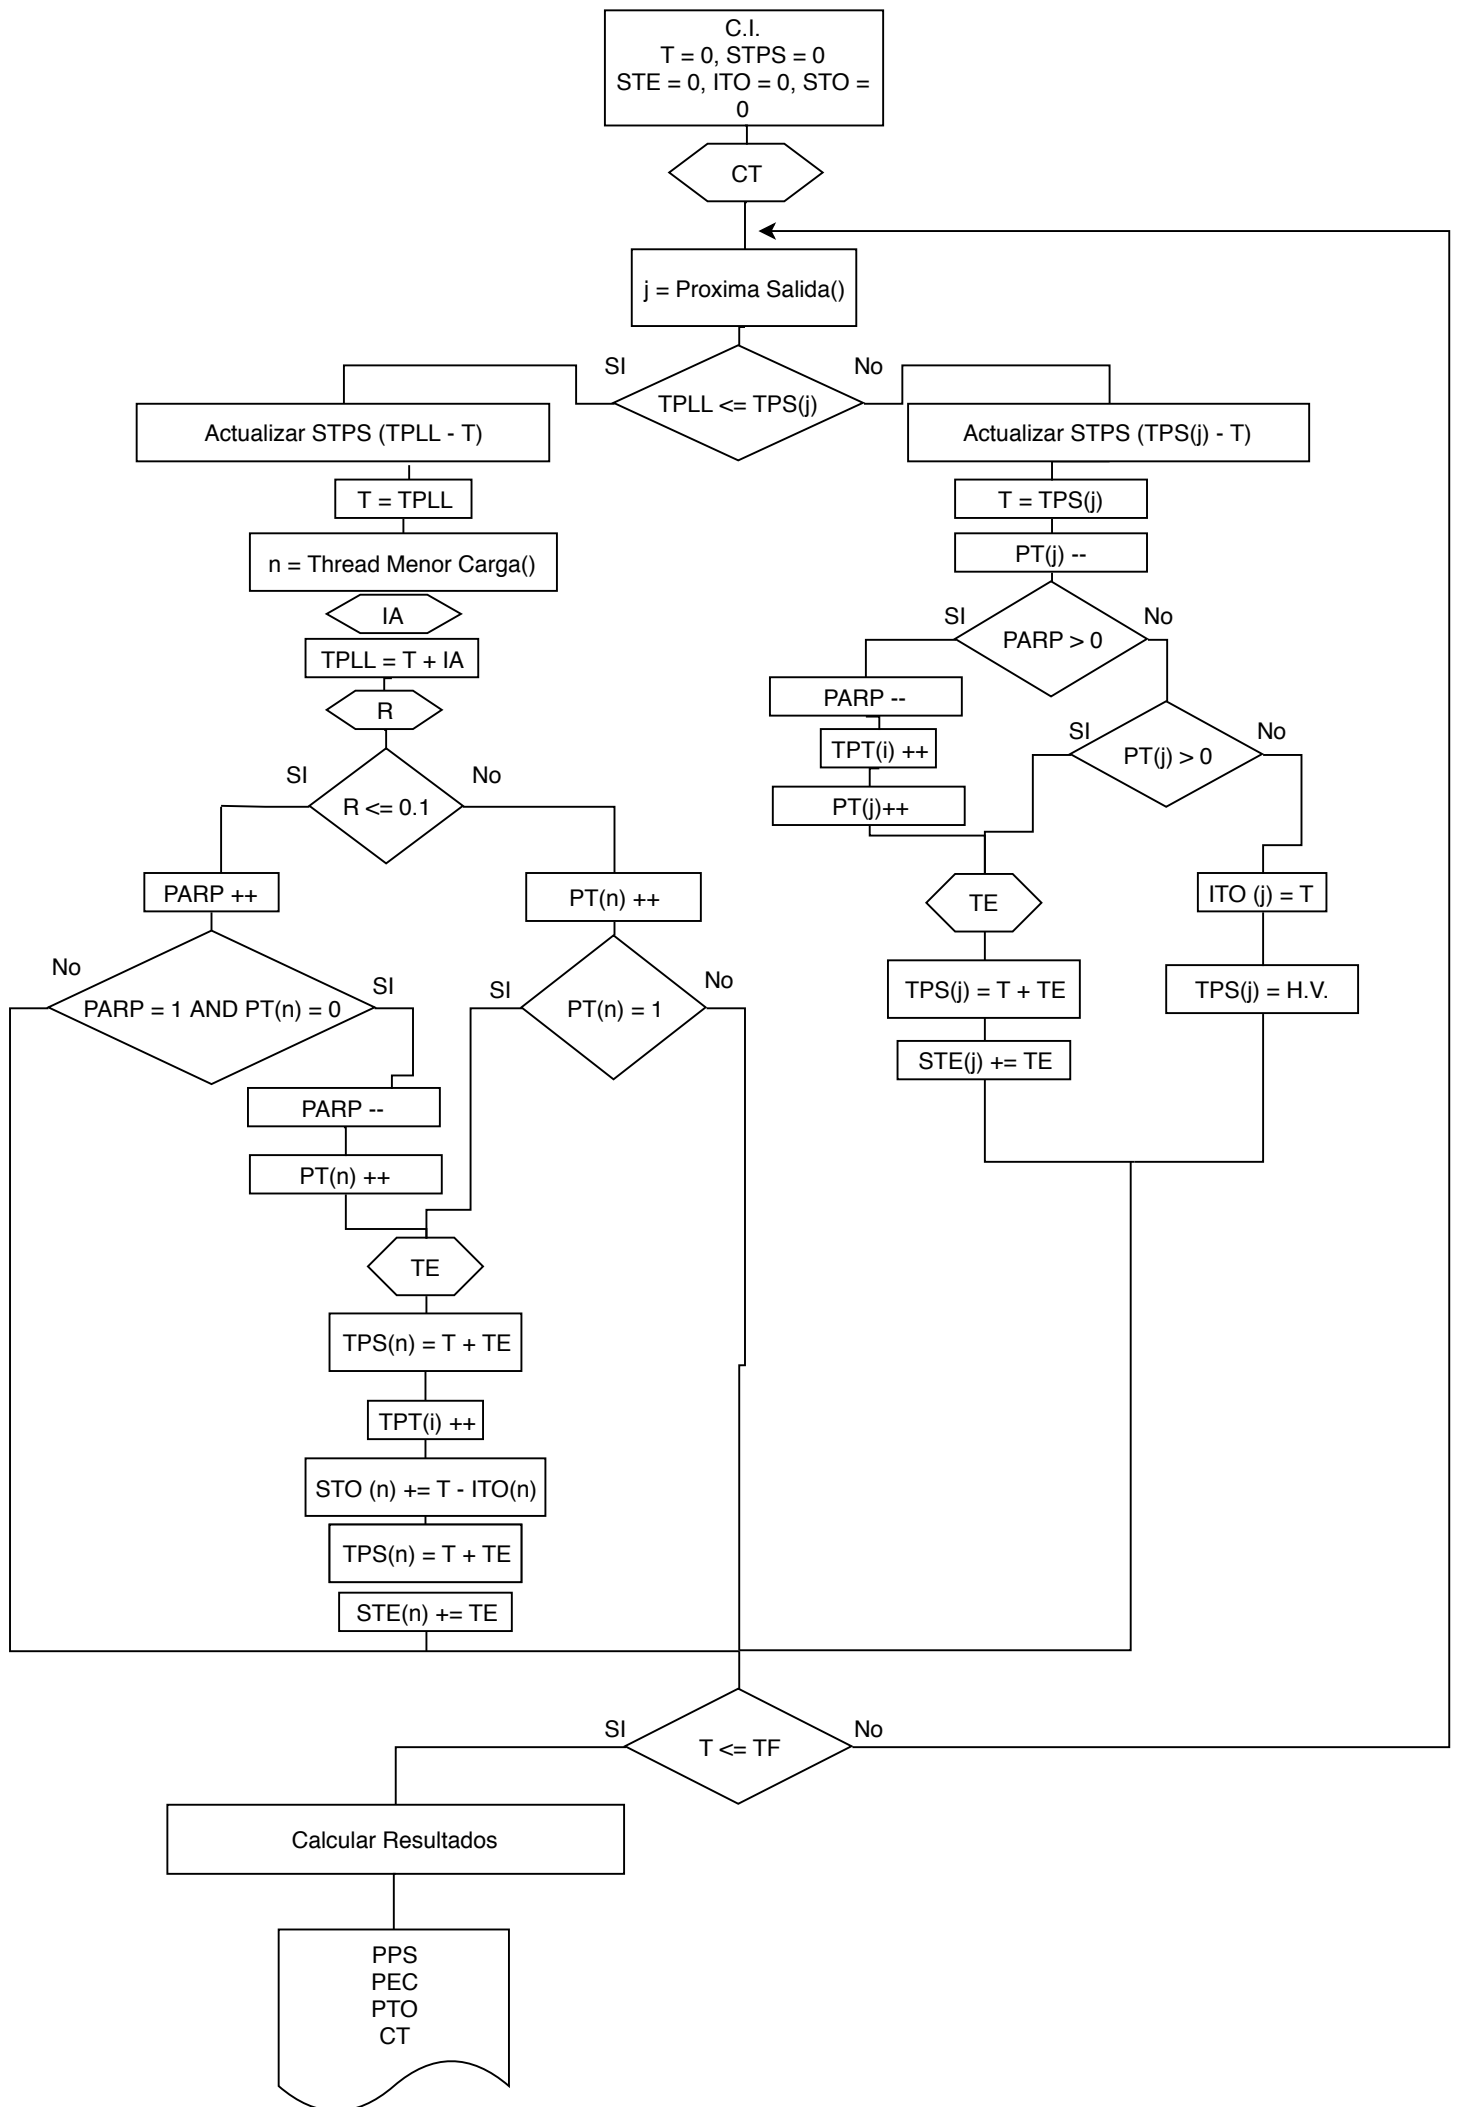 C.I.
T = 0, STPS = 0
STE = 0, ITO = 0, STO =
0
CT
j = Proxima Salida()
SI
No
TPLL <= TPS(j)
Actualizar STPS (TPLL - T)
T = TPLL
n = Thread Menor Carga()
IA
TPLL = T + IA
R
SI
No
R <= 0.1
PARP ++
No
SI
PARP = 1 AND PT(n) = 0
PARP --
PT(n) ++
PT(n) ++
SI
No
PT(n) = 1
TE
TPS(n) = T + TE
TPT(i) ++
STO (n) += T - ITO(n)
TPS(n) = T + TE
STE(n) += TE
Actualizar STPS (TPS(j) - T)
T = TPS(j)
PT(j) --
SI
No
PARP > 0
PARP --
TPT(i) ++
PT(j)++
SI
No
PT(j) > 0
TE
TPS(j) = T + TE
STE(j) += TE
ITO (j) = T
TPS(j) = H.V.
SI
No
T <= TF
Calcular Resultados
PPS
PEC
PTO
CT